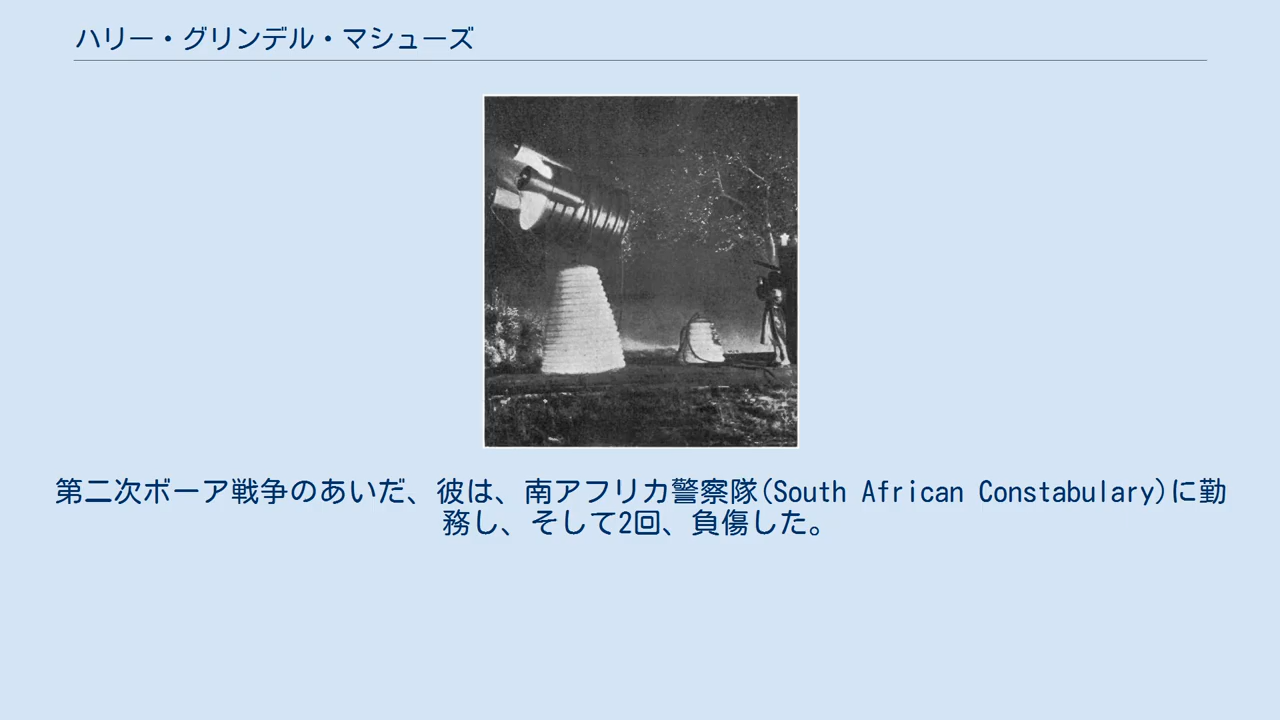 ハリー・グリンデル・マシューズ
第二次ボーア戦争のあいだ、彼は、南アフリカ警察隊(South African Constabulary)に勤
務し、そして2回、負傷した。